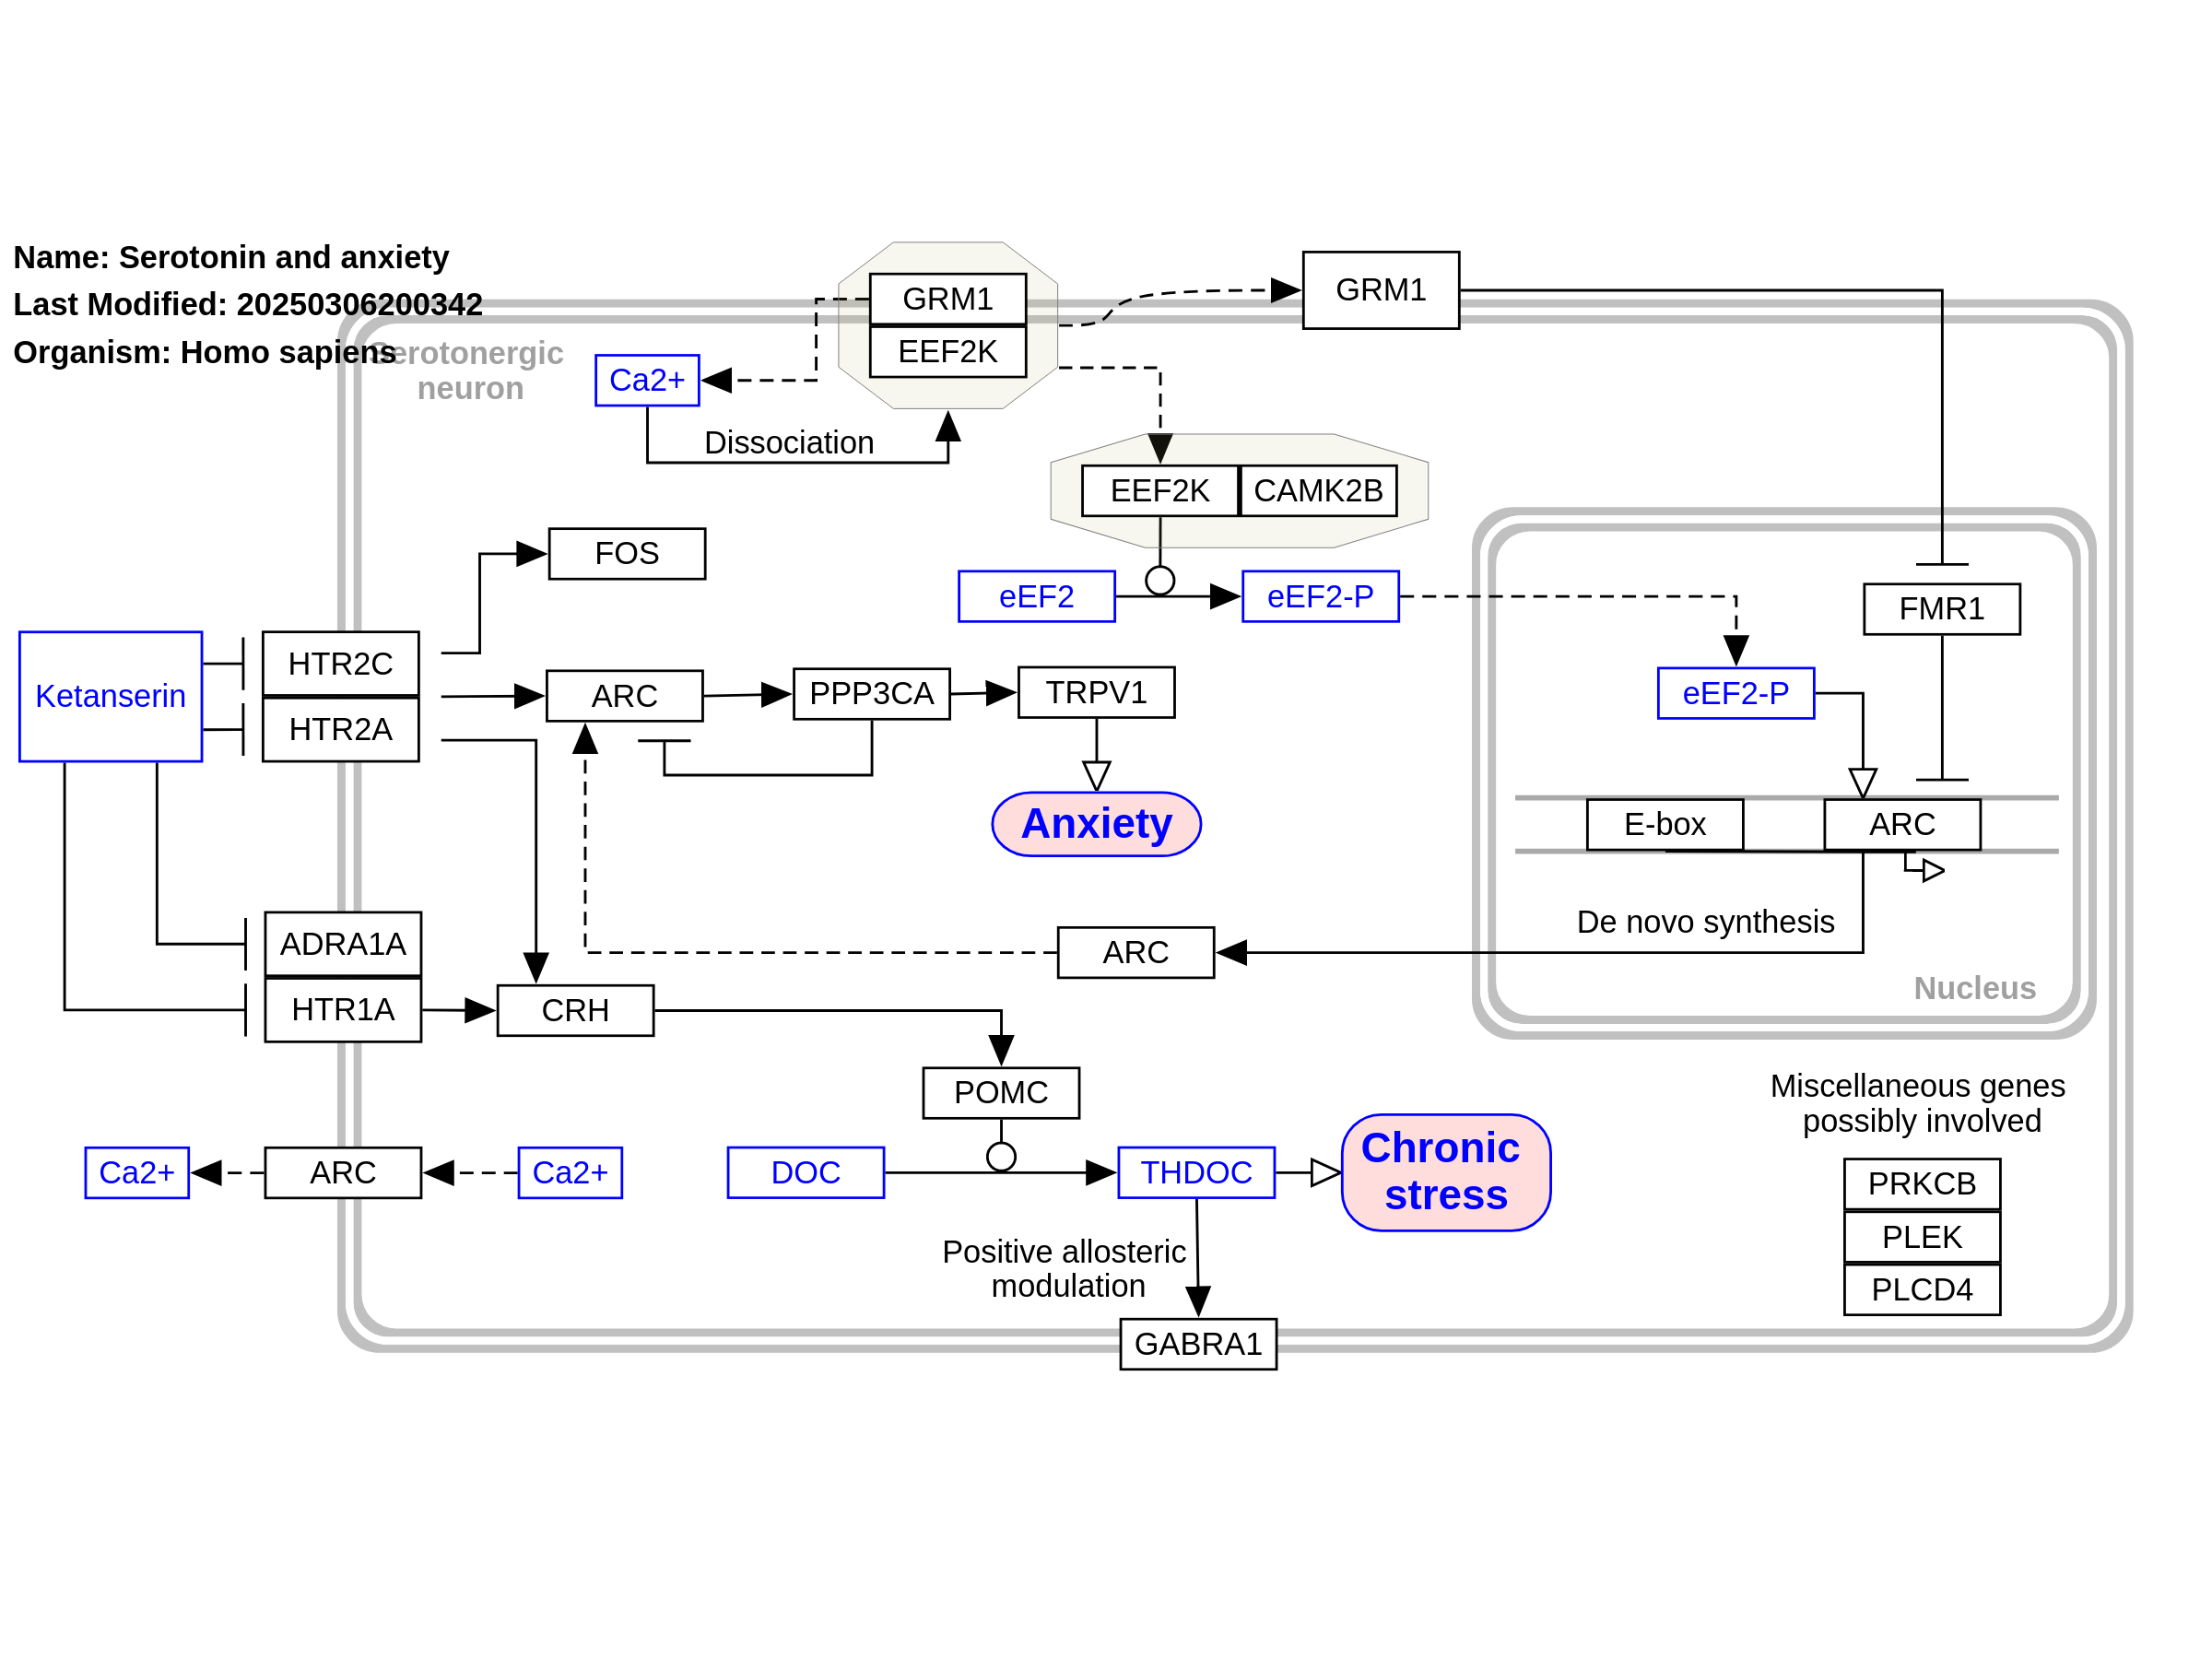 Name: Serotonin and anxiety
Last Modified: 20250306200342
Organism: Homo sapiens
Serotonergic
neuron
GRM1
EEF2K
GRM1
Ca2+
Dissociation
EEF2K
CAMK2B
FOS
eEF2
eEF2-P
FMR1
Ketanserin
HTR2C
HTR2A
ARC
PPP3CA
TRPV1
eEF2-P
Anxiety
E-box
ARC
De novo synthesis
ADRA1A
HTR1A
ARC
CRH
Nucleus
POMC
Miscellaneous genes
possibly involved
Ca2+
ARC
Ca2+
DOC
THDOC
Chronic
stress
PRKCB
PLEK
PLCD4
Positive allosteric
modulation
GABRA1